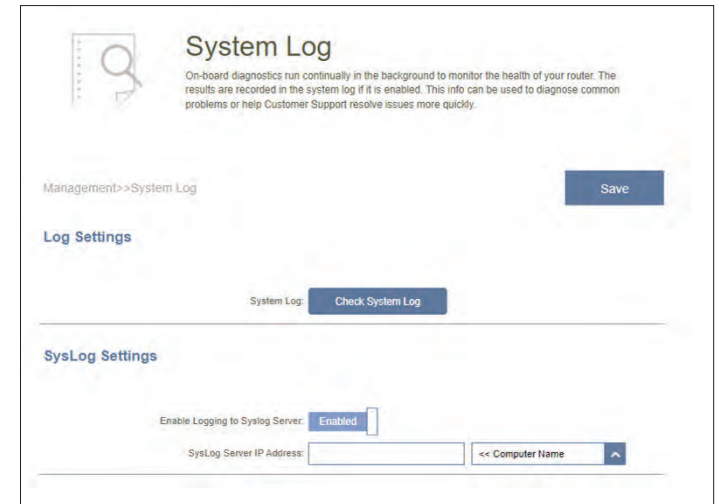 System Log
On-board diagnostics run continually in the background to monitor the health of your router. The
results are recorded in the system log if it is enabled. This info can be used to diagnose common
problems or help Customer Support resolve issues more quickly.
Management>>System Log
Save
Log Settings
System Log: Check System Log
SysLog Settings
Enable Logging to Syslog Server: Enabled
SysLog Server IP Address: << Computer Name